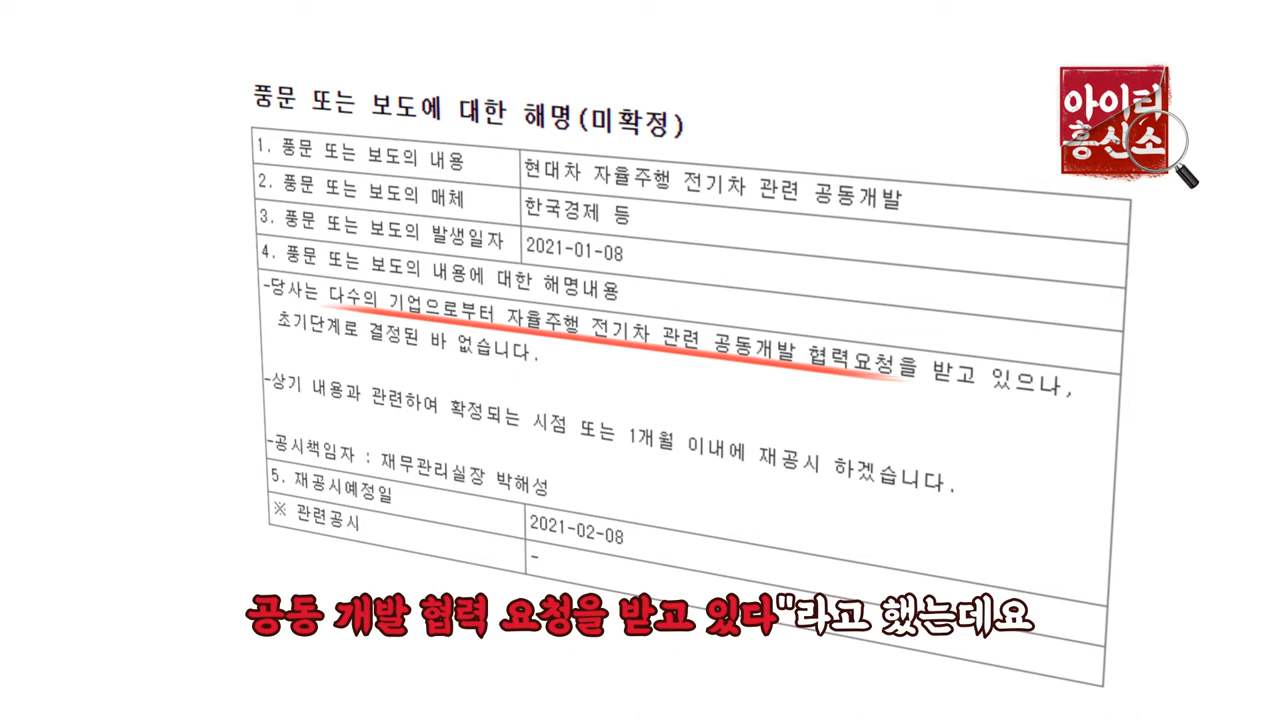 아이티
흥신소
풍문 또는 보도에 대한 해명(미확정)
1. 풍문 또는 보도의 내용 현대차 자율주행 전기차 관련 공동개발
2. 풍문 또는 보도의 매체 한국경제 등
3. 풍문 또는 보도의 발생일자 2021-01-08
4. 풍문 또는 보도의 내용에 대한 해명내용
-당사는 다수의 기업으로부터 자율주행 전기차 관련 공동개발 협력요청을 받고 있으나,
초기단계로 결정된 바 없습니다.
-상기 내용과 관련하여 확정되는 시점 또는 1개월 이내에 재공시 하겠습니다.
-공시책임자 : 재무관리실장 박해성
5. 재공시예정일 2021-02-08
※ 관련공시 -
공동 개발 협력 요청을 받고 있다"라고 했는데요